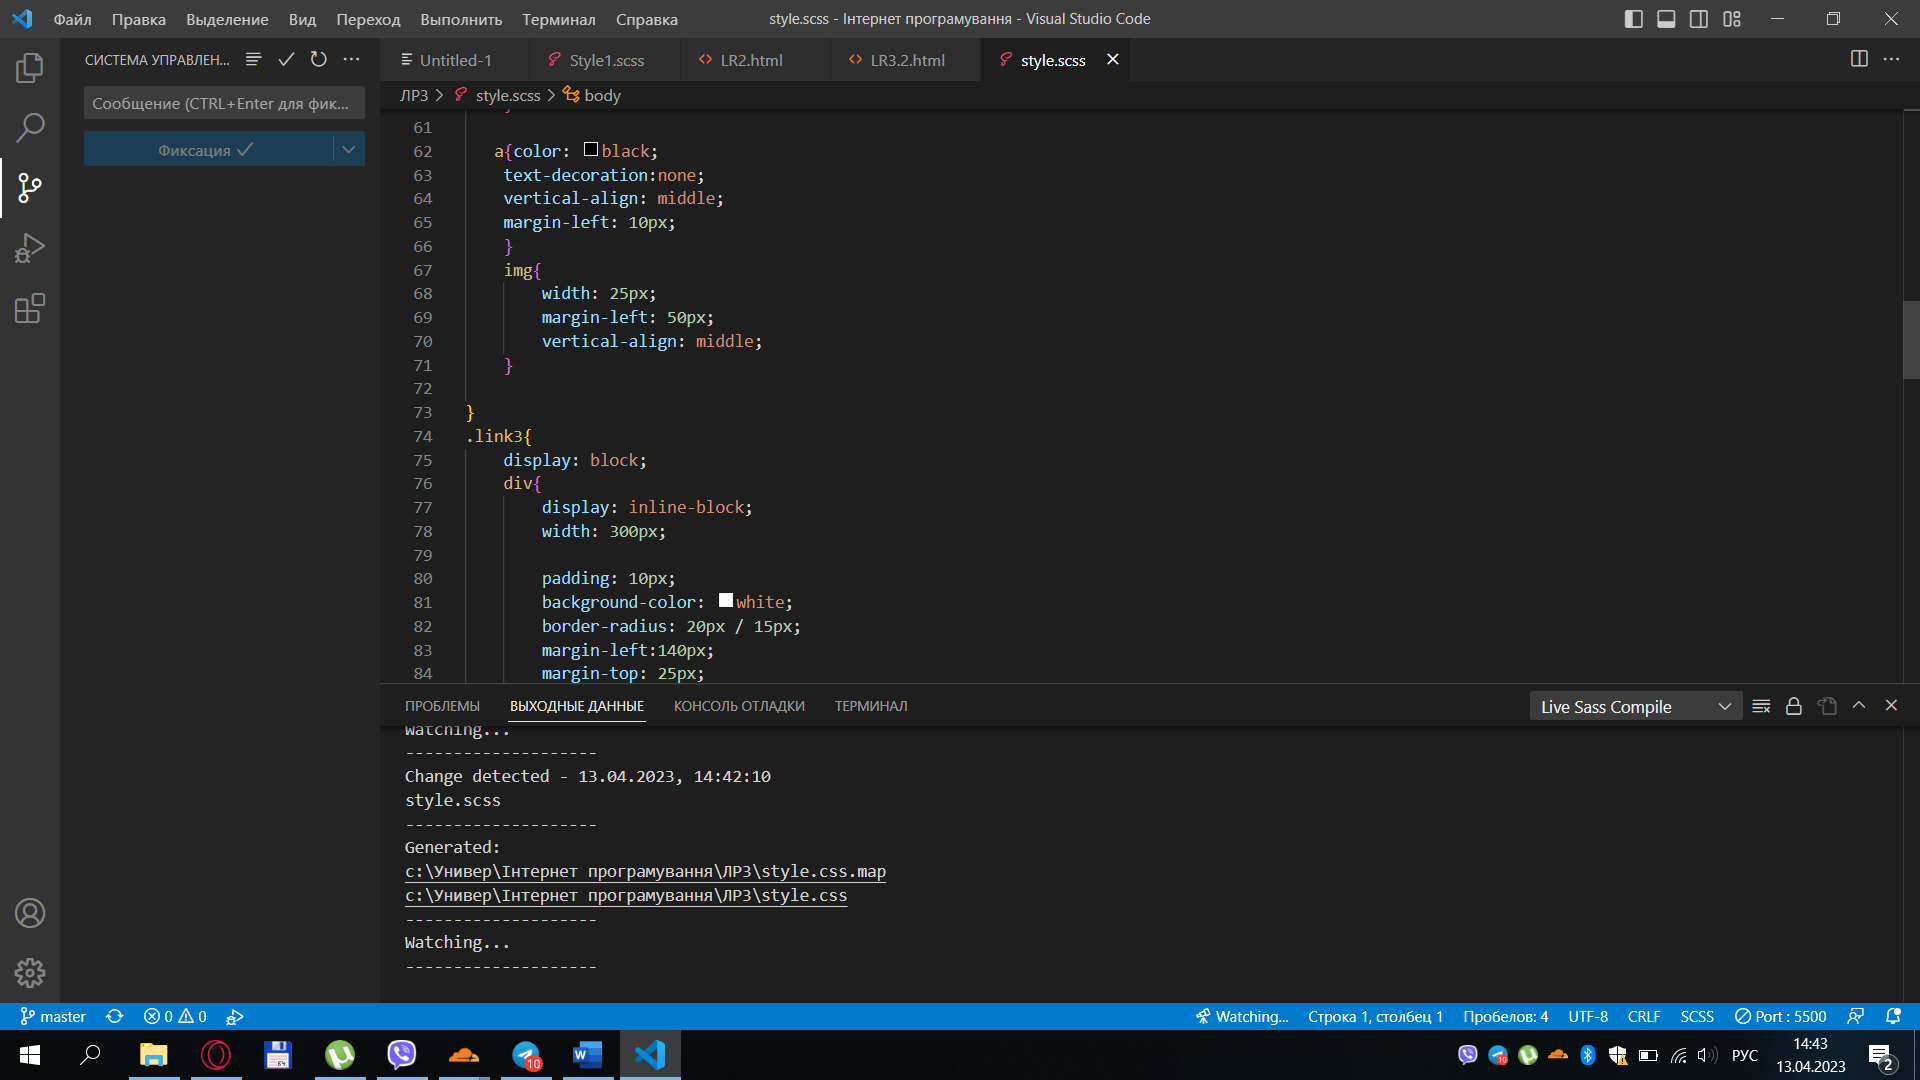 Файл Правка Выделение Вид Переход Выполнить Терминал Справка
style.scss - Інтернет програмування - Visual Studio Code
СИСТЕМА УПРАВЛЕН...
Сообщение (CTRL+Enter для фик...
Фиксация
Untitled-1 Style1.scss LR2.html LR3.2.html style.scss
ЛР3 > style.scss > body
61
62 a{color: black;
63 text-decoration:none;
64 vertical-align: middle;
65 margin-left: 10px;
66 }
67 img{
68 width: 25px;
69 margin-left: 50px;
70 vertical-align: middle;
71 }
72
73 }
74 .link3{
75 display: block;
76 div{
77 display: inline-block;
78 width: 300px;
79
80 padding: 10px;
81 background-color: white;
82 border-radius: 20px / 15px;
83 margin-left:140px;
84 margin-top: 25px;
ПРОБЛЕМЫ ВЫХОДНЫЕ ДАННЫЕ КОНСОЛЬ ОТЛАДКИ ТЕРМИНАЛ
Live Sass Compile
Watching...
--------------------
Change detected - 13.04.2023, 14:42:10
style.scss
--------------------
Generated:
c:\Универ\Інтернет програмування\ЛР3\style.css.map
c:\Универ\Інтернет програмування\ЛР3\style.css
--------------------
Watching...
--------------------
master 0 0
Watching... Строка 1, столбец 1 Пробелов: 4 UTF-8 CRLF SCSS Port : 5500
64
10
W
10
РУС
14:43
13.04.2023
2